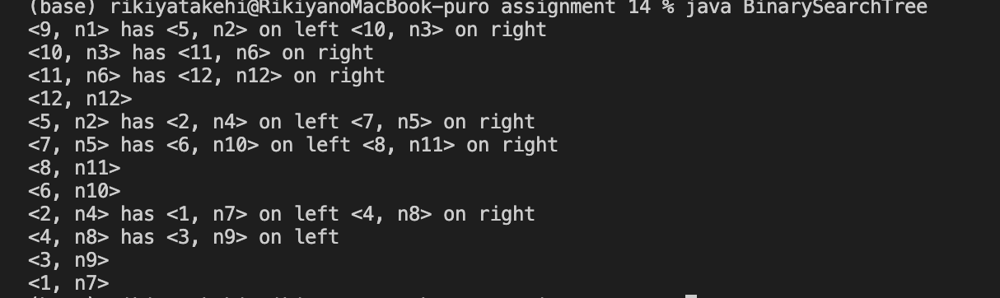 (base) rikiyatakehi@RikiyanoMacBook-puro assignment 14 % java BinarySearchTree
<9, n1> has <5, n2> on left <10, n3> on right
<10, n3> has <11, n6> on right
<11, n6> has <12, n12> on right
<12, n12>
<5, n2> has <2, n4> on left <7, n5> on right
<7, n5> has <6, n10> on left <8, n11> on right
<8, n11>
<6, n10>
<2, n4> has <1, n7> on left <4, n8> on right
<4, n8> has <3, n9> on left
<3, n9>
<1, n7>